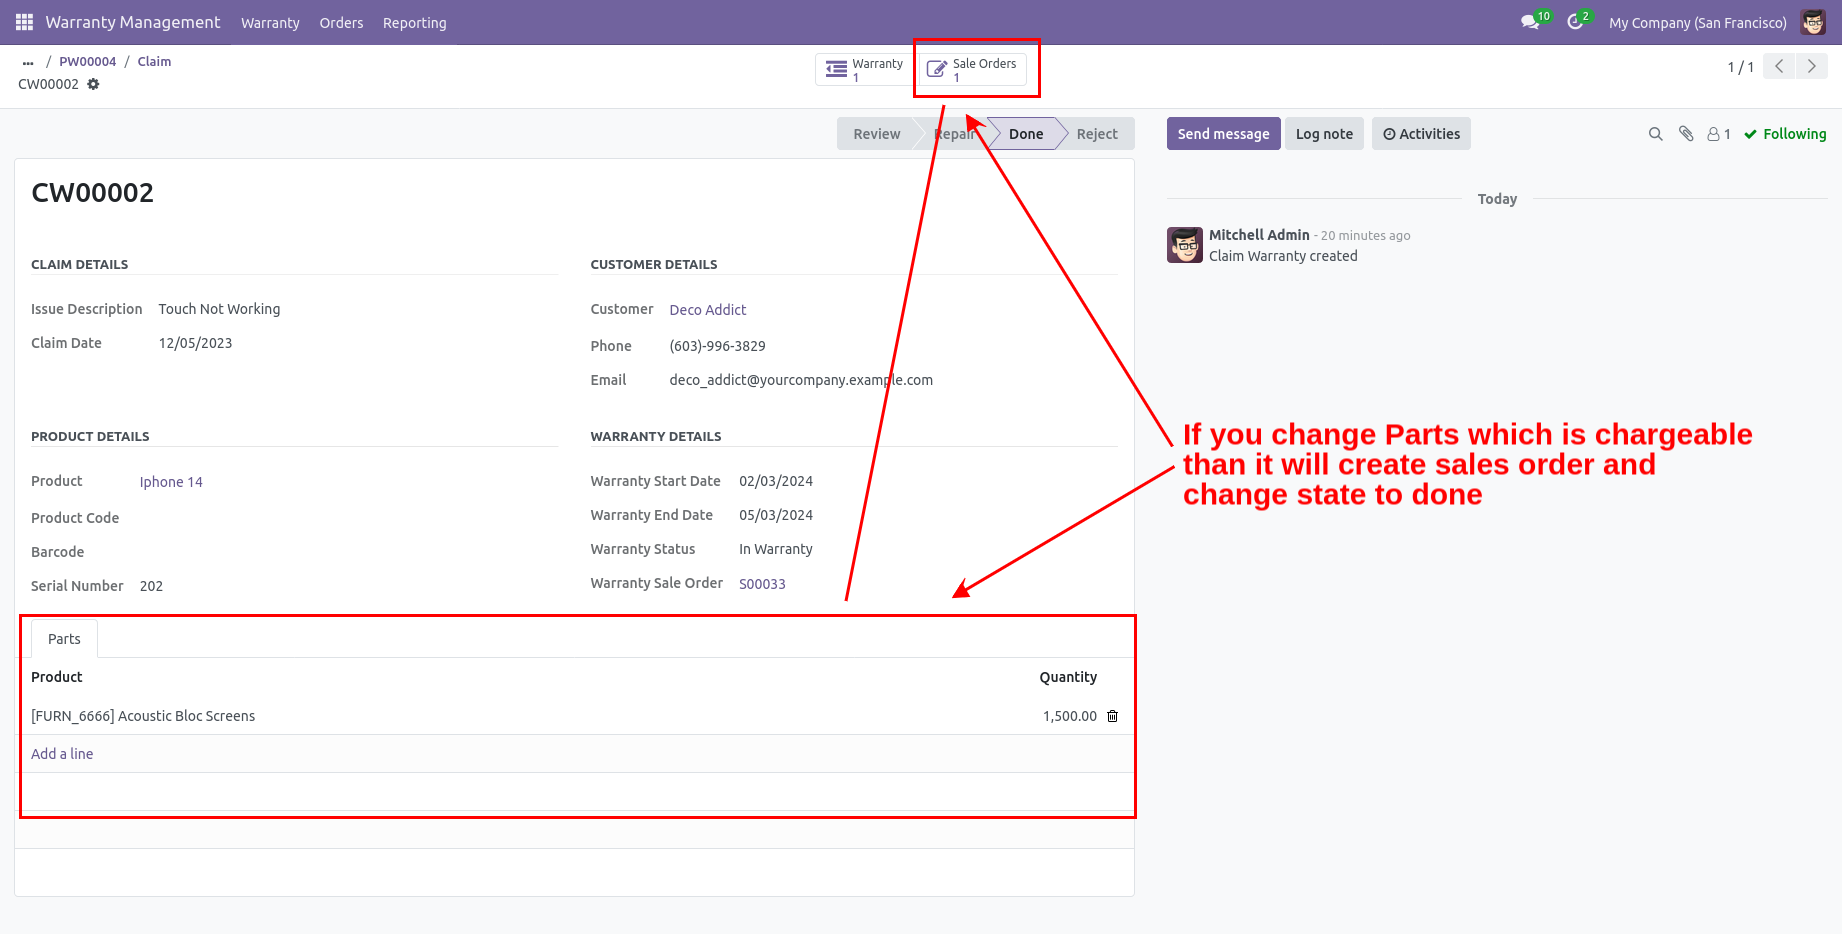 Warranty Management Warranty Orders Reporting 10 2 My Company (San Francisco)
... / PW00004 / Claim
CW00002
Warranty
1
Sale Orders
1
1 / 1
Review Repair Done Reject
Send message Log note Activities 1 Following
CW00002
CLAIM DETAILS
Issue Description Touch Not Working
Claim Date 12/05/2023
CUSTOMER DETAILS
Customer Deco Addict
Phone (603)-996-3829
Email deco_addict@yourcompany.example.com
PRODUCT DETAILS
Product Iphone 14
Product Code
Barcode
Serial Number 202
WARRANTY DETAILS
Warranty Start Date 02/03/2024
Warranty End Date 05/03/2024
Warranty Status In Warranty
Warranty Sale Order S00033
Parts
Product Quantity
[FURN_6666] Acoustic Bloc Screens 1,500.00
Add a line
Today
Mitchell Admin - 20 minutes ago
Claim Warranty created
If you change Parts which is chargeable
than it will create sales order and
change state to done